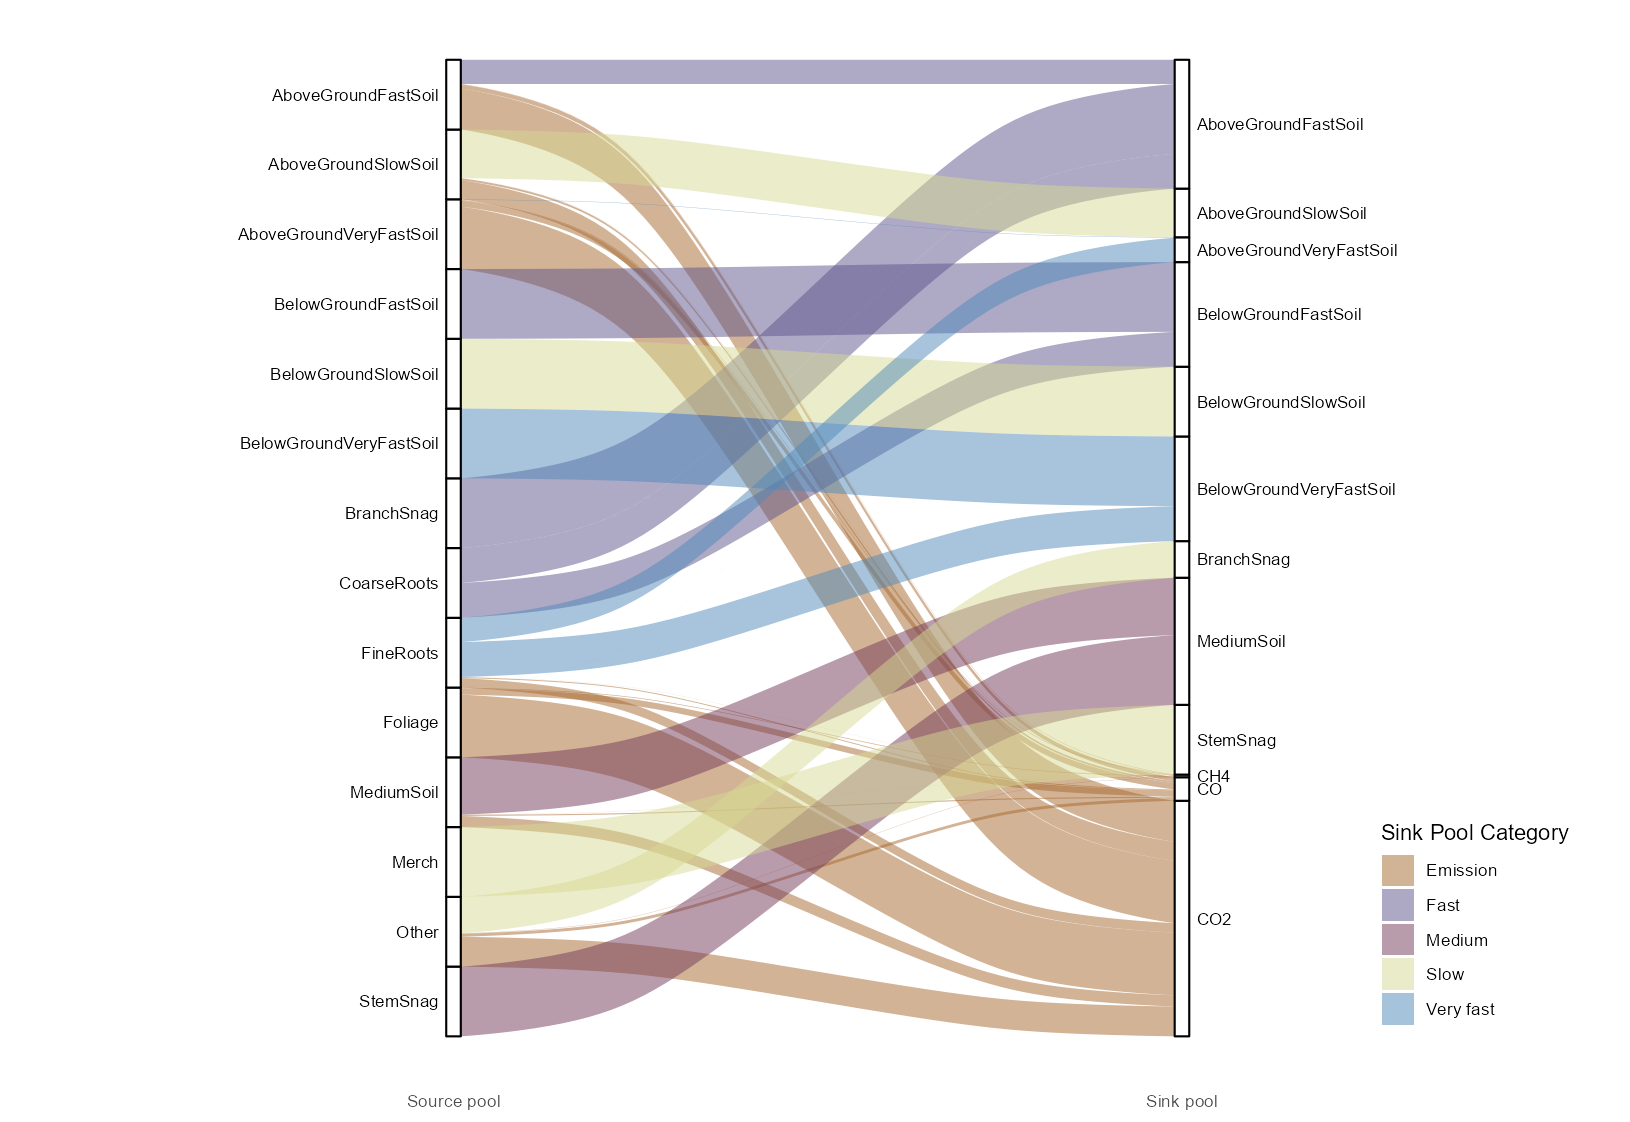 AboveGroundFastSoil
AboveGroundSlowSoil
AboveGroundVeryFastSoil
BelowGroundFastSoil
BelowGroundSlowSoil
BelowGroundVeryFastSoil
BranchSnag
CoarseRoots
FineRoots
Foliage
MediumSoil
Merch
Other
StemSnag
AboveGroundFastSoil
AboveGroundSlowSoil
AboveGroundVeryFastSoil
BelowGroundFastSoil
BelowGroundSlowSoil
BelowGroundVeryFastSoil
BranchSnag
MediumSoil
StemSnag
CH4
CO
CO2
Sink Pool Category
Emission
Fast
Medium
Slow
Very fast
Source pool
Sink pool